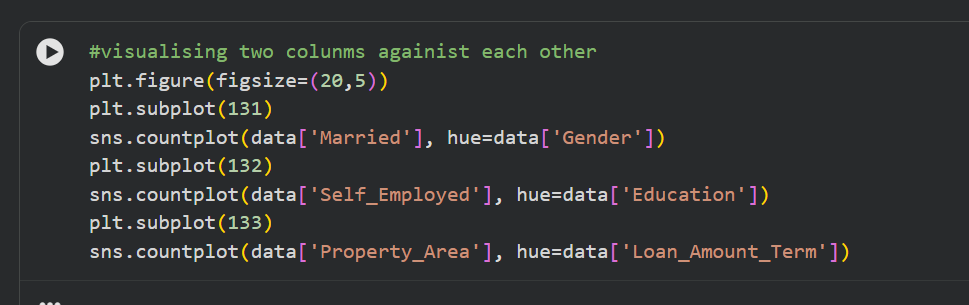 #visualising two colunms againist each other
plt.figure(figsize=(20,5))
plt.subplot(131)
sns.countplot(data['Married'], hue=data['Gender'])
plt.subplot(132)
sns.countplot(data['Self_Employed'], hue=data['Education'])
plt.subplot(133)
sns.countplot(data['Property_Area'], hue=data['Loan_Amount_Term'])